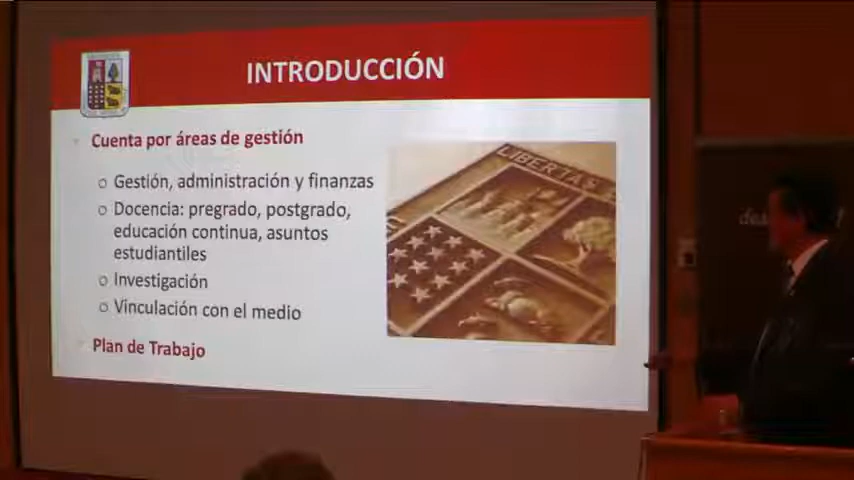 INTRODUCCIÓN
Cuenta por áreas de gestión
Gestión, administración y finanzas
Docencia: pregrado, postgrado,
educación continua, asuntos
estudiantiles
Investigación
Vinculación con el medio
Plan de Trabajo
LIBERTAS